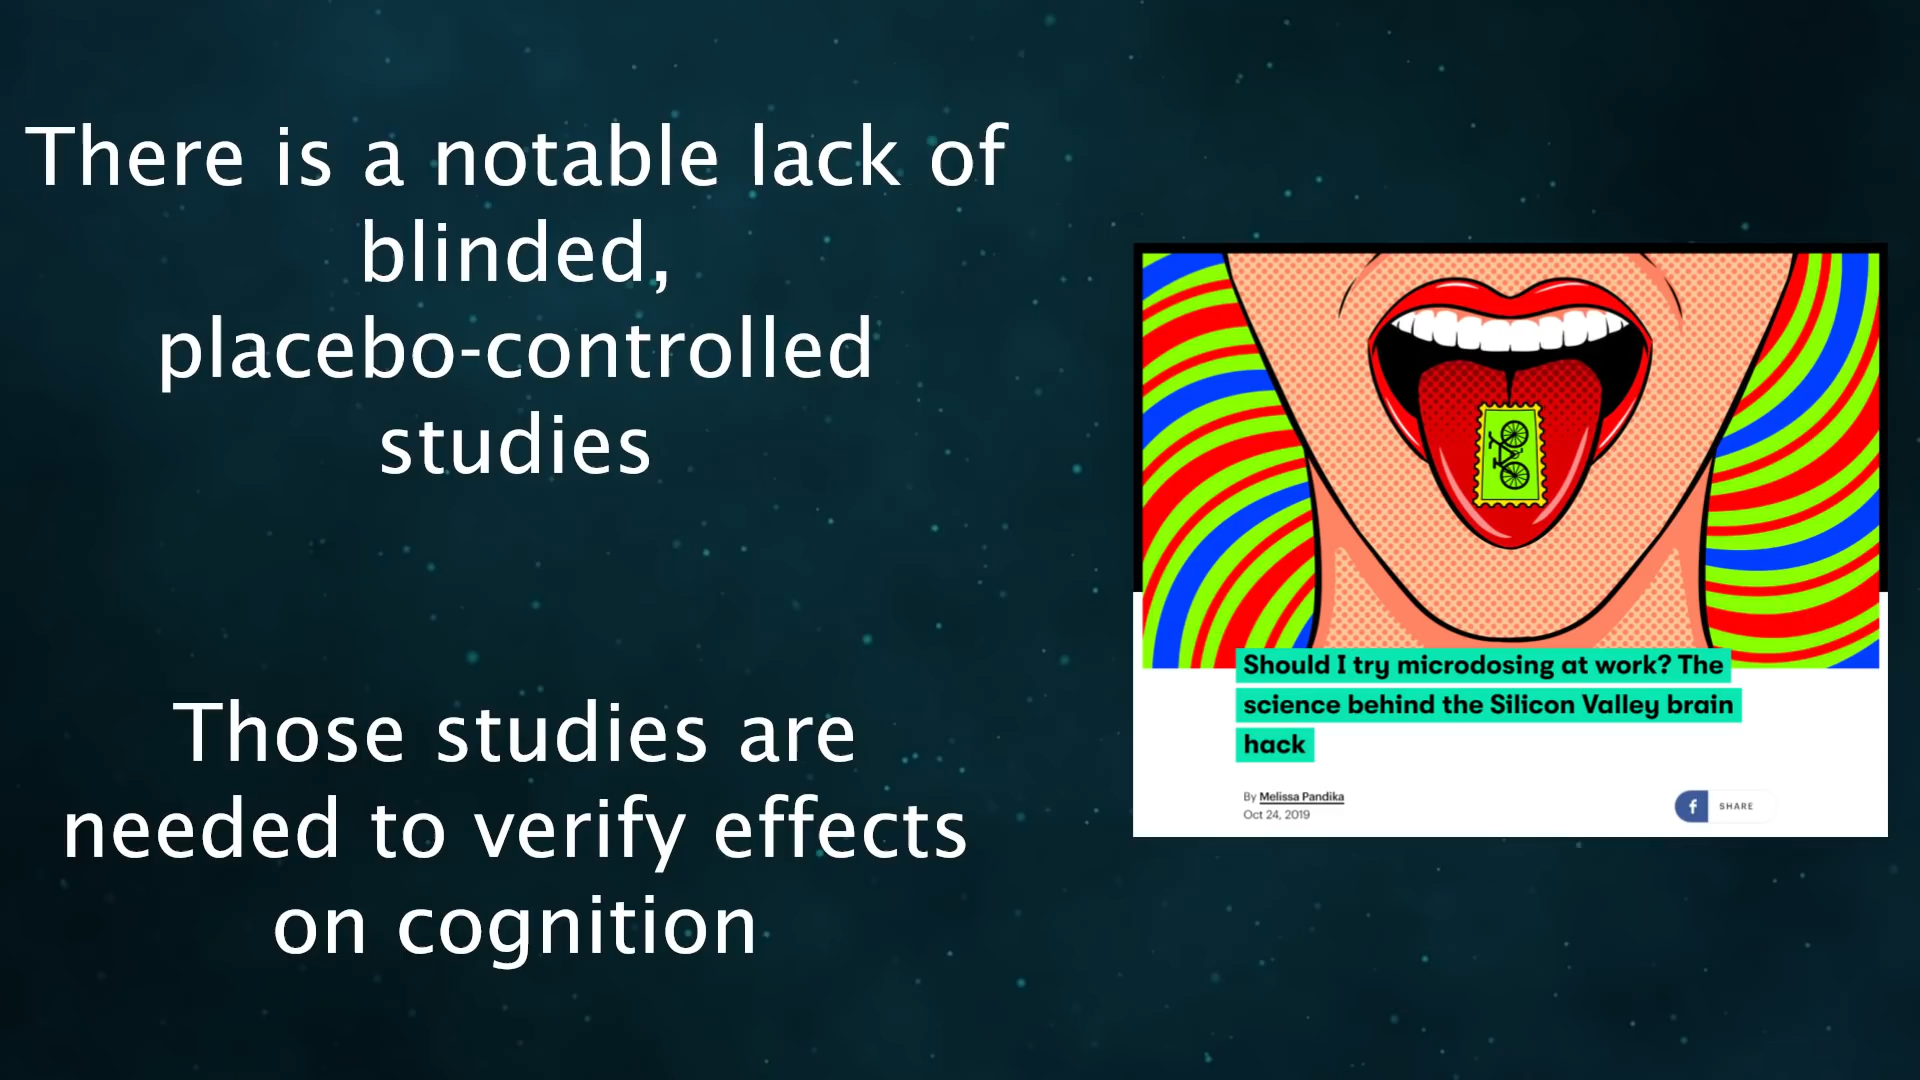 There is a notable lack of
blinded,
placebo-controlled
studies
Those studies are
needed to verify effects
on cognition
Should I try microdosing at work? The
science behind the Silicon Valley brain
hack
By Melissa Pandika
Oct 24, 2019
f SHARE